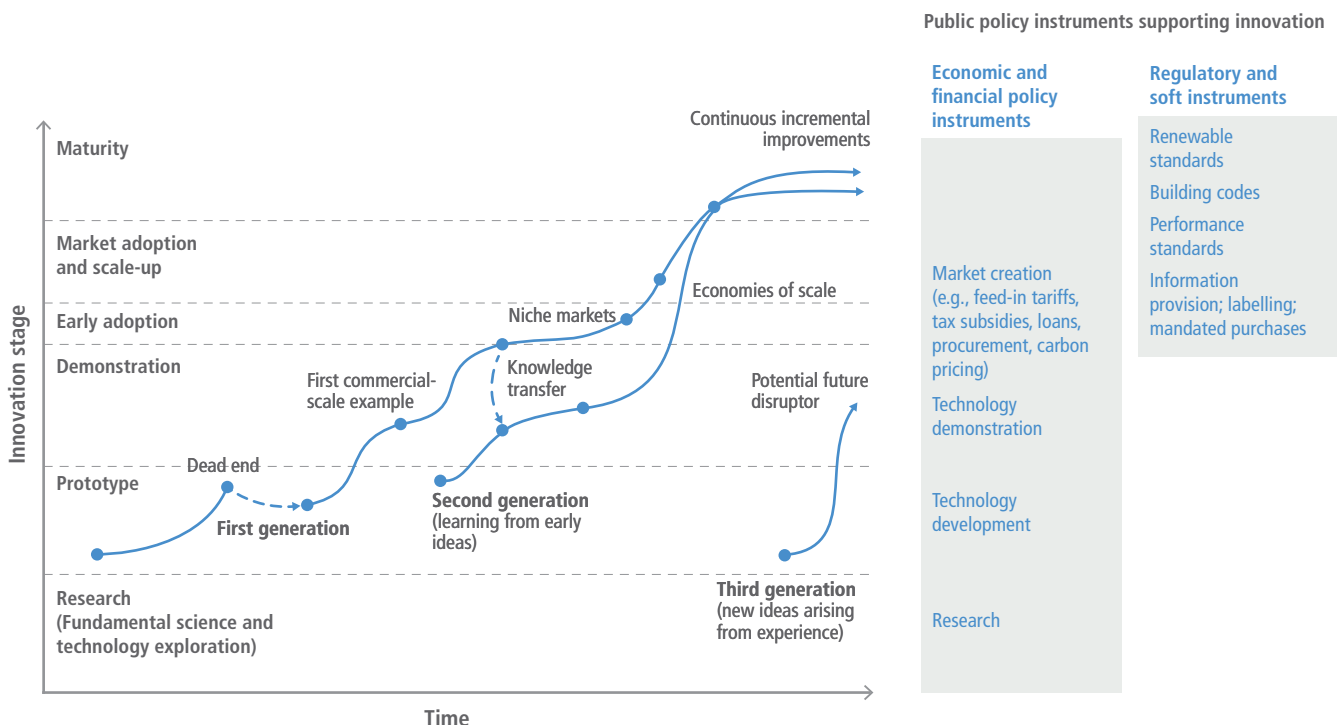 Public policy instruments supporting innovation
Economic and
financial policy
instruments
Regulatory and
soft instruments
Continuous incremental
improvements
Maturity
Renewable
standards
Building codes
Performance
standards
Information
provision; labelling;
mandated purchases
Market adoption
and scale-up
Market creation
(e.g., feed-in tariffs,
tax subsidies, loans,
procurement, carbon
pricing)
Economies of scale
Early adoption
Niche markets
Innovation stage
Demonstration
First commercial-
scale example
Knowledge
transfer
Potential future
disruptor
Technology
demonstration
Dead end
Prototype
First generation
Second generation
(learning from early
ideas)
Technology
development
Research
(Fundamental science and
technology exploration)
Third generation
(new ideas arising
from experience)
Research
Time